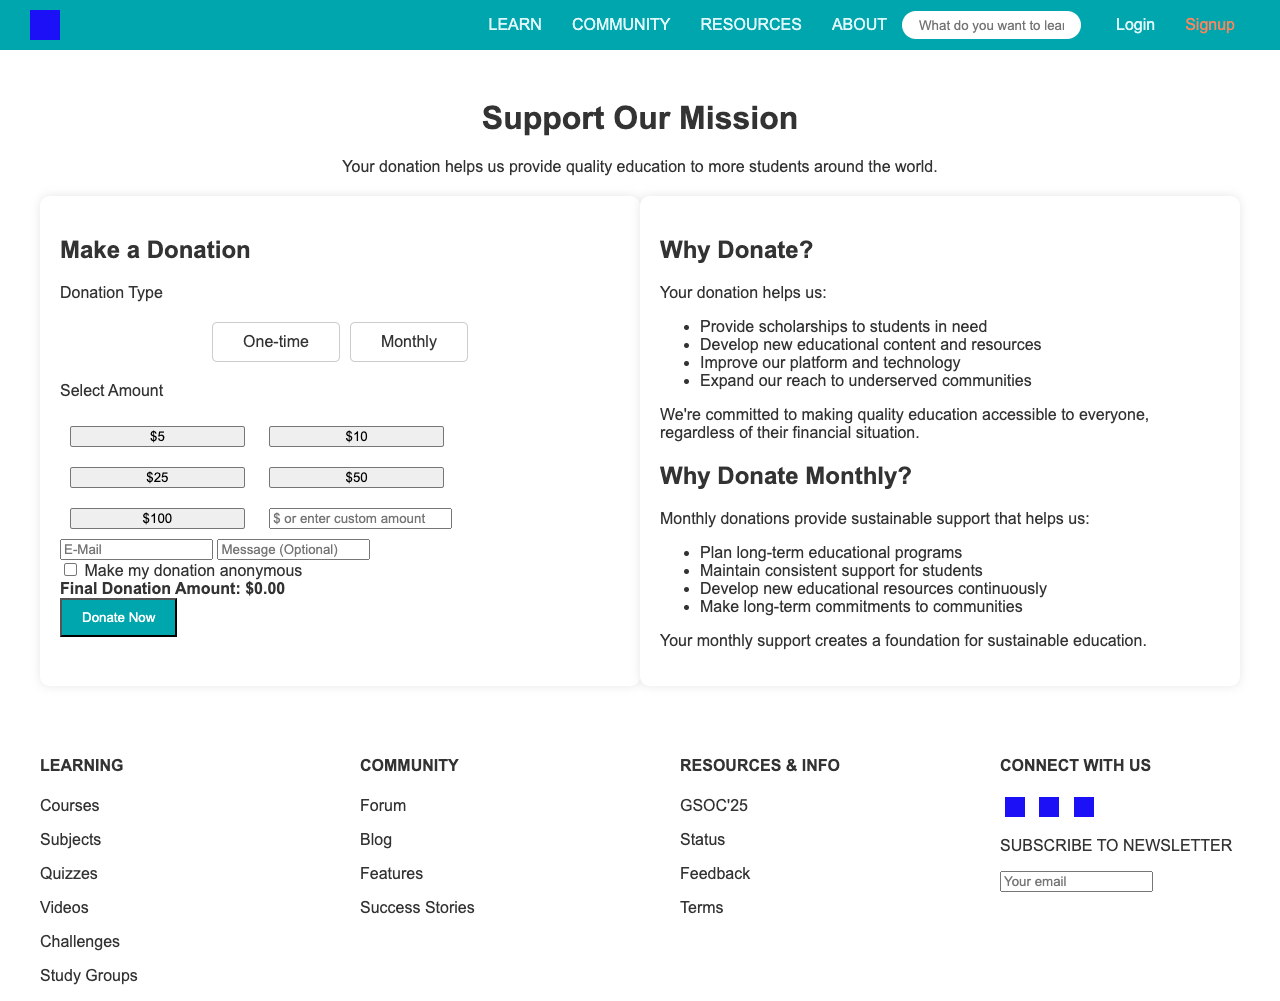 LEARN COMMUNITY RESOURCES ABOUT What do you want to lear Login Signup
Support Our Mission
Your donation helps us provide quality education to more students around the world.
Make a Donation
Donation Type
One-time Monthly
Select Amount
$5 $10
$25 $50
$100 $ or enter custom amount
E-Mail Message (Optional)
Make my donation anonymous
Final Donation Amount: $0.00
Donate Now
Why Donate?
Your donation helps us:
• Provide scholarships to students in need
• Develop new educational content and resources
• Improve our platform and technology
• Expand our reach to underserved communities
We're committed to making quality education accessible to everyone,
regardless of their financial situation.
Why Donate Monthly?
Monthly donations provide sustainable support that helps us:
• Plan long-term educational programs
• Maintain consistent support for students
• Develop new educational resources continuously
• Make long-term commitments to communities
Your monthly support creates a foundation for sustainable education.
LEARNING
Courses
Subjects
Quizzes
Videos
Challenges
Study Groups
COMMUNITY
Forum
Blog
Features
Success Stories
RESOURCES & INFO
GSOC'25
Status
Feedback
Terms
CONNECT WITH US
SUBSCRIBE TO NEWSLETTER
Your email